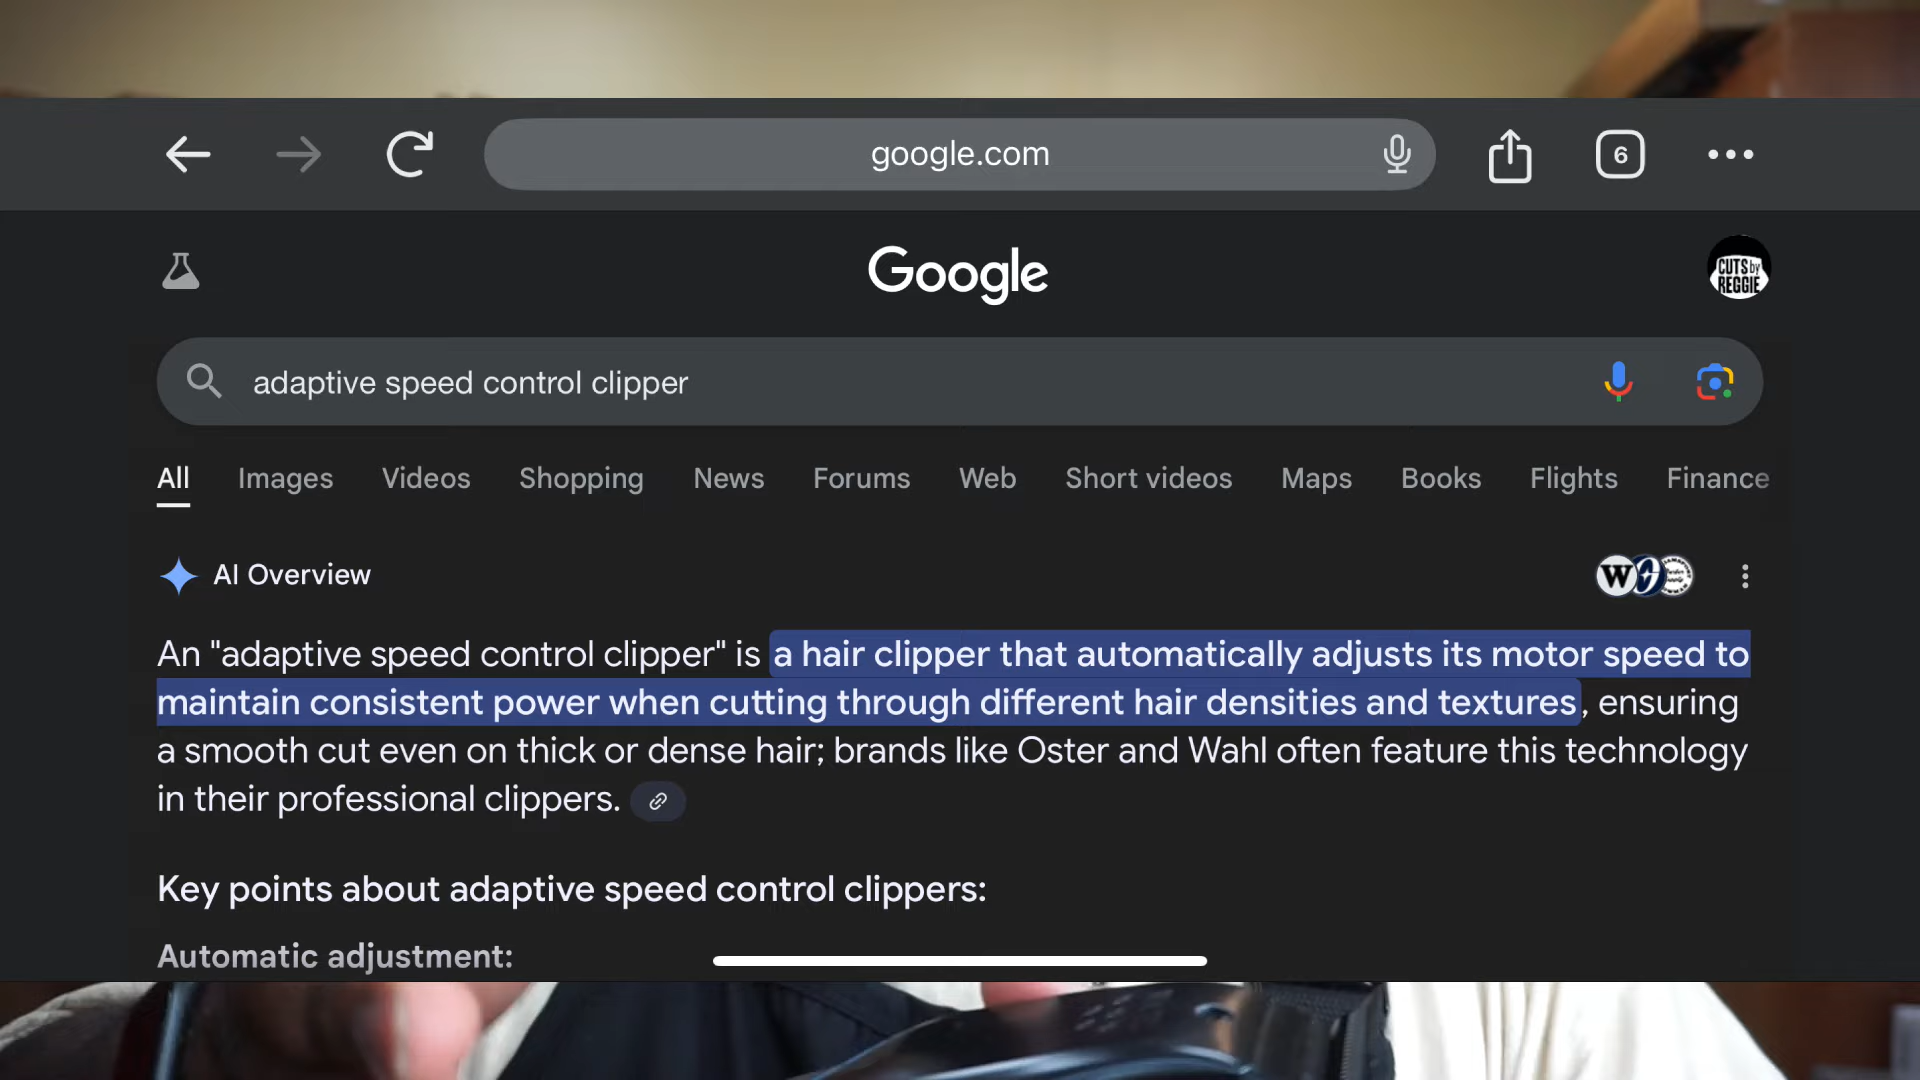 google.com
6
Google
CUTS by
REGGIE
adaptive speed control clipper
All Images Videos Shopping News Forums Web Short videos Maps Books Flights Finance
AI Overview
W
An "adaptive speed control clipper" is a hair clipper that automatically adjusts its motor speed to
maintain consistent power when cutting through different hair densities and textures, ensuring
a smooth cut even on thick or dense hair; brands like Oster and Wahl often feature this technology
in their professional clippers.
Key points about adaptive speed control clippers:
Automatic adjustment: